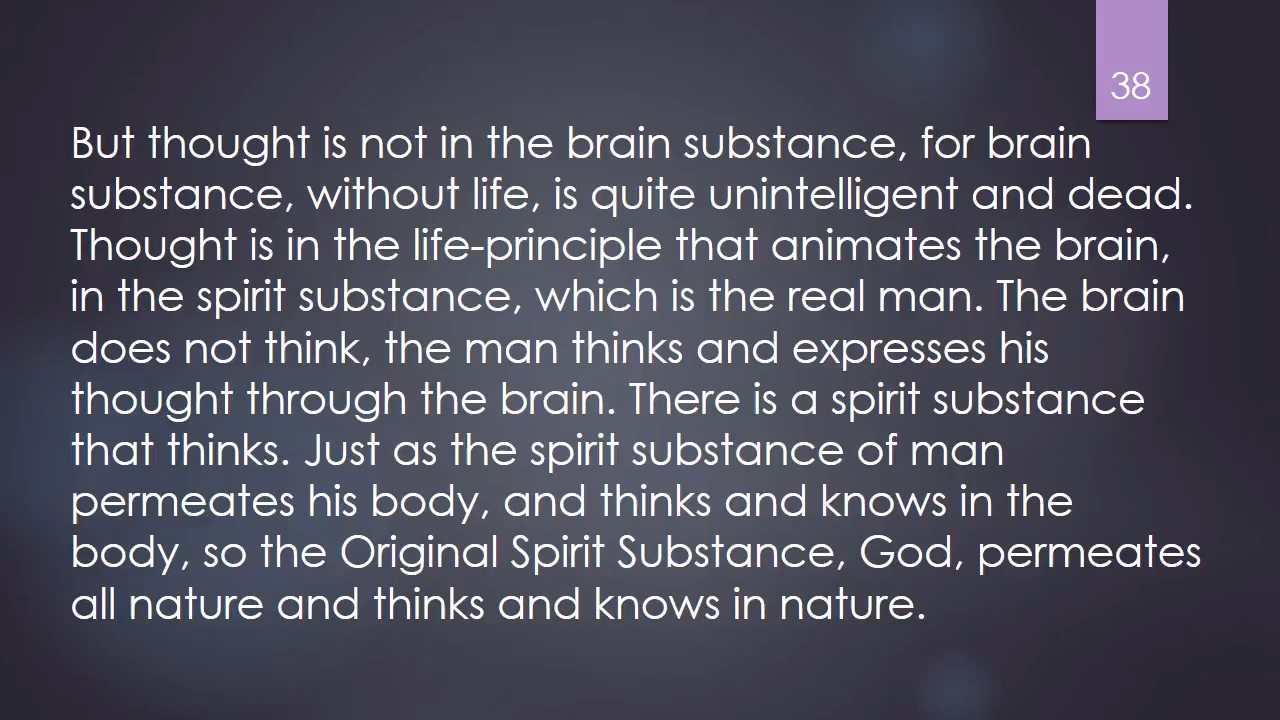 38
But thought is not in the brain substance, for brain
substance, without life, is quite unintelligent and dead.
Thought is in the life-principle that animates the brain,
in the spirit substance, which is the real man. The brain
does not think, the man thinks and expresses his
thought through the brain. There is a spirit substance
that thinks. Just as the spirit substance of man
permeates his body, and thinks and knows in the
body, so the Original Spirit Substance, God, permeates
all nature and thinks and knows in nature.